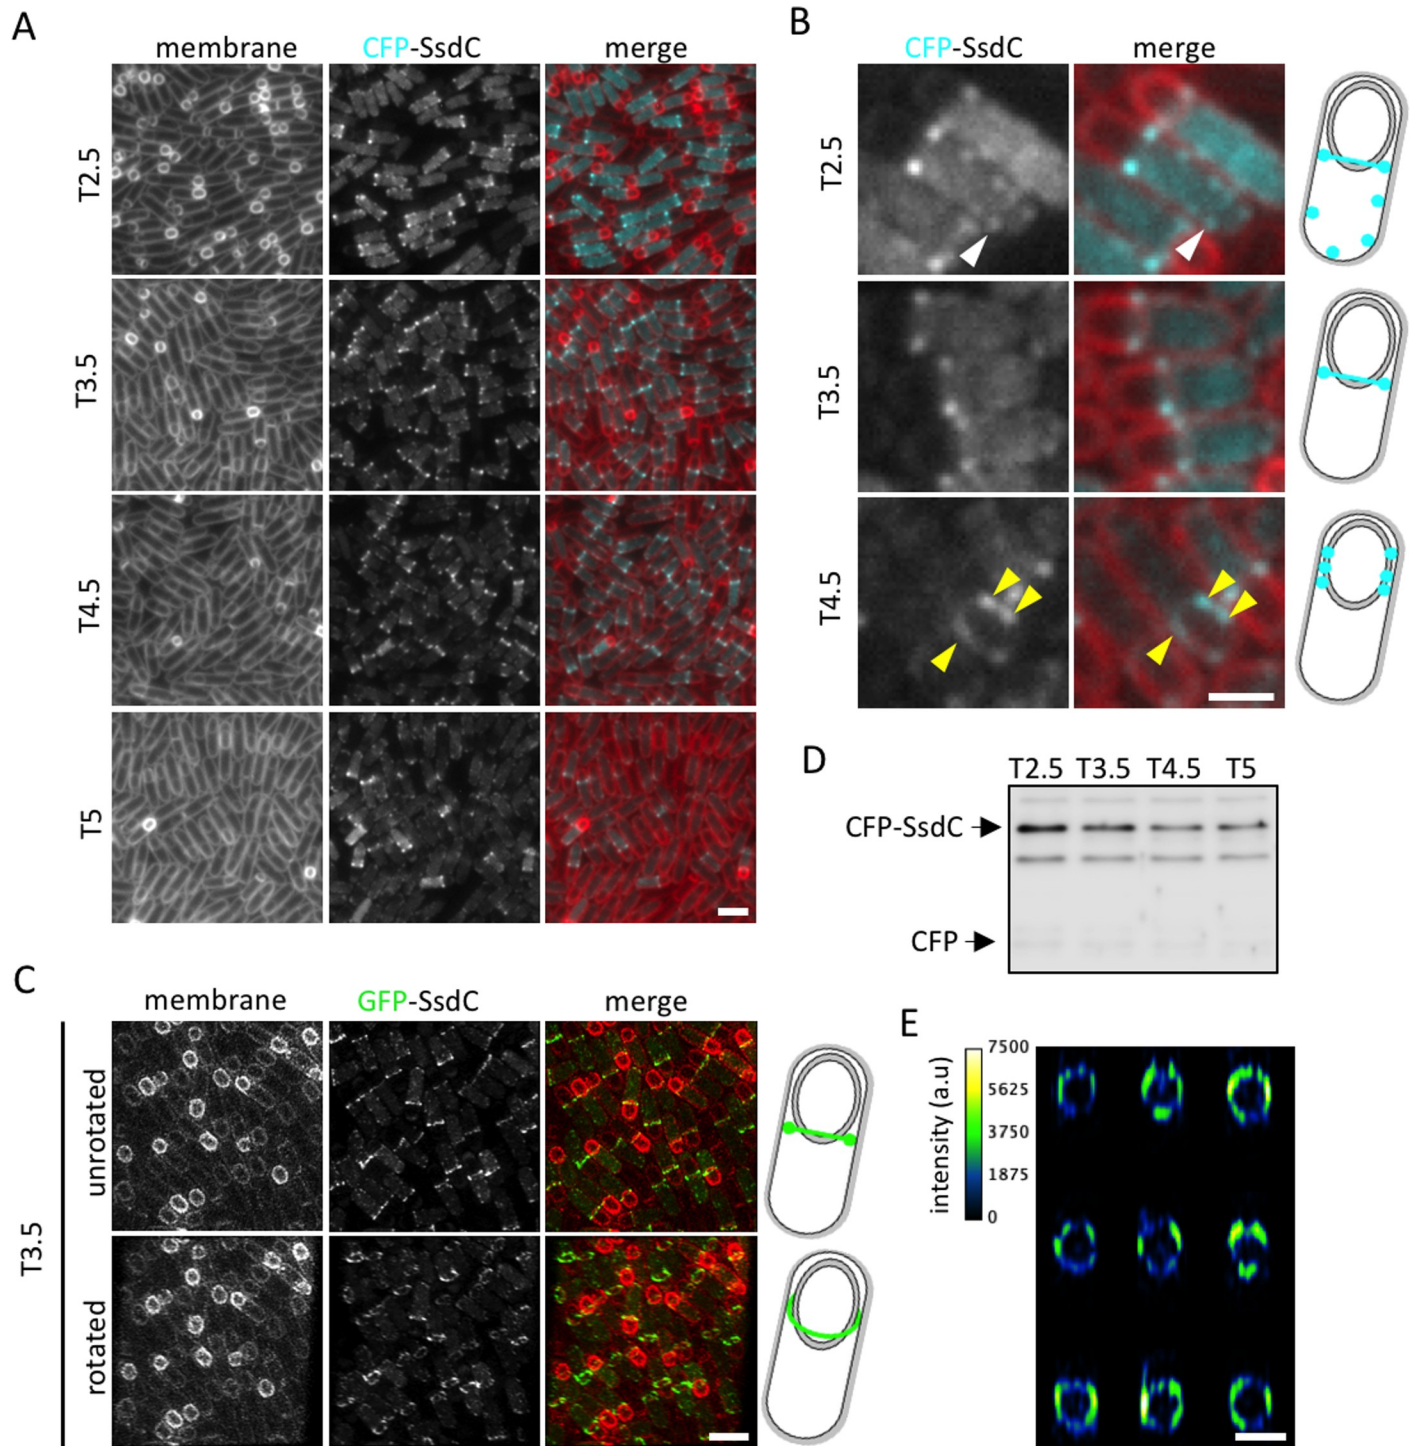 A
membrane CFP-SsdC merge
T2.5
T3.5
T4.5
T5
B
CFP-SsdC merge
T2.5
T3.5
T4.5
D
T2.5 T3.5 T4.5 T5
CFP-SsdC
CFP
C
membrane GFP-SsdC merge
T3.5
unrotated
rotated
E
intensity (a.u)
7500
5625
3750
1875
0